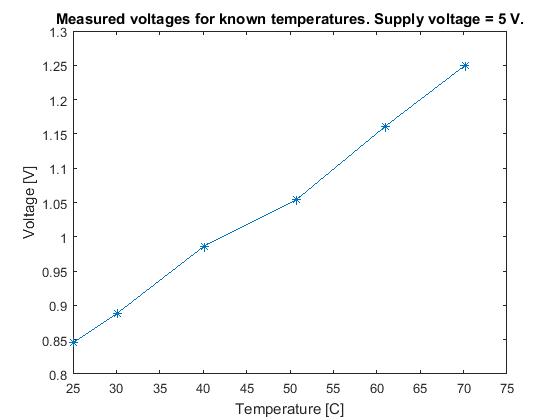 Measured voltages for known temperatures. Supply voltage = 5 V.
1.3
1.25
1.2
1.15
1.1
1.05
1
0.95
0.9
0.85
0.8
Voltage [V]
25 30 35 40 45 50 55 60 65 70 75
Temperature [C]